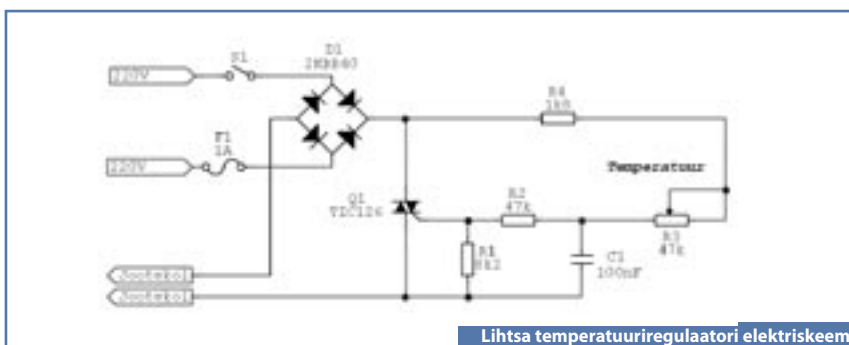 S1
D1
220V
F1
1A
220V
R4
1k8
Temperatuur
Q1
TIC126
R2
47k
R3
47k
R1
C1
100nF
Lihtsa temperatuuriregulaatori elektriskeem